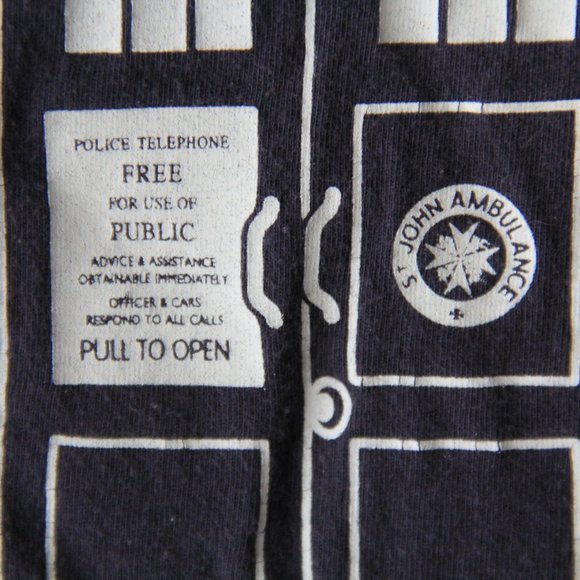 POLICE TELEPHONE
FREE
FOR USE OF
PUBLIC
ADVICE & ASSISTANCE
OBTAINABLE IMMEDIATELY
OFFICER & CARS
RESPOND TO ALL CALLS
PULL TO OPEN
ST JOHN AMBULANCE